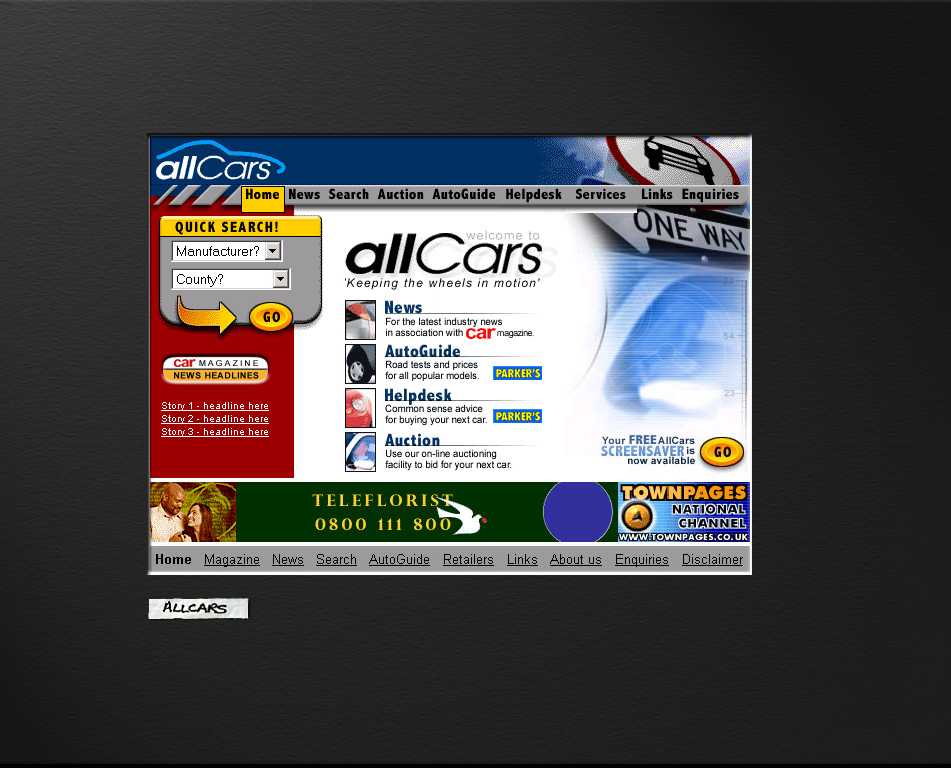 allCars
Home News Search Auction AutoGuide Helpdesk Services Links Enquiries
QUICK SEARCH!
Manufacturer?
County?
GO
car MAGAZINE
NEWS HEADLINES
Story 1 - headline here
Story 2 - headline here
Story 3 - headline here
ONE WAY
welcome to
allCars
'Keeping the wheels in motion'
News
For the latest industry news
in association with car magazine.
AutoGuide
Road tests and prices
for all popular models. PARKER'S
Helpdesk
Common sense advice
for buying your next car. PARKER'S
Auction
Use our on-line auctioning
facility to bid for your next car.
54
23
Your FREE AllCars
SCREENSAVER is
now available
GO
TELEFLORIST
0800 111 800
TOWNPAGES
NATIONAL
CHANNEL
WWW.TOWNPAGES.CO.UK
Home Magazine News Search AutoGuide Retailers Links About us Enquiries Disclaimer
ALLCARS